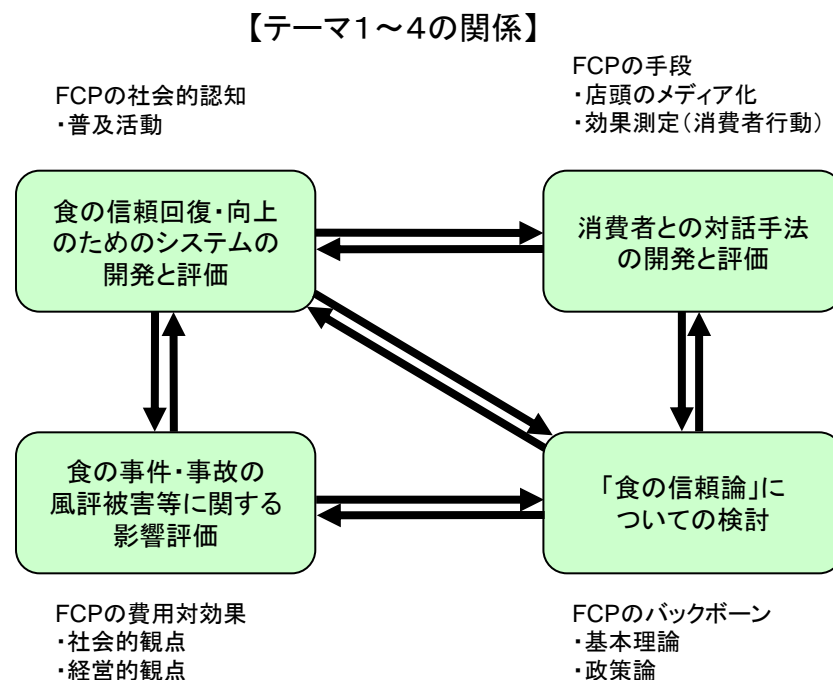 【テーマ1～4の関係】
FCPの社会的認知
・普及活動
FCPの手段
・店頭のメディア化
・効果測定（消費者行動）
食の信頼回復・向上
のためのシステムの
開発と評価
消費者との対話手法
の開発と評価
食の事件・事故の
風評被害等に関する
影響評価
「食の信頼論」に
ついての検討
FCPの費用対効果
・社会的観点
・経営的観点
FCPのバックボーン
・基本理論
・政策論